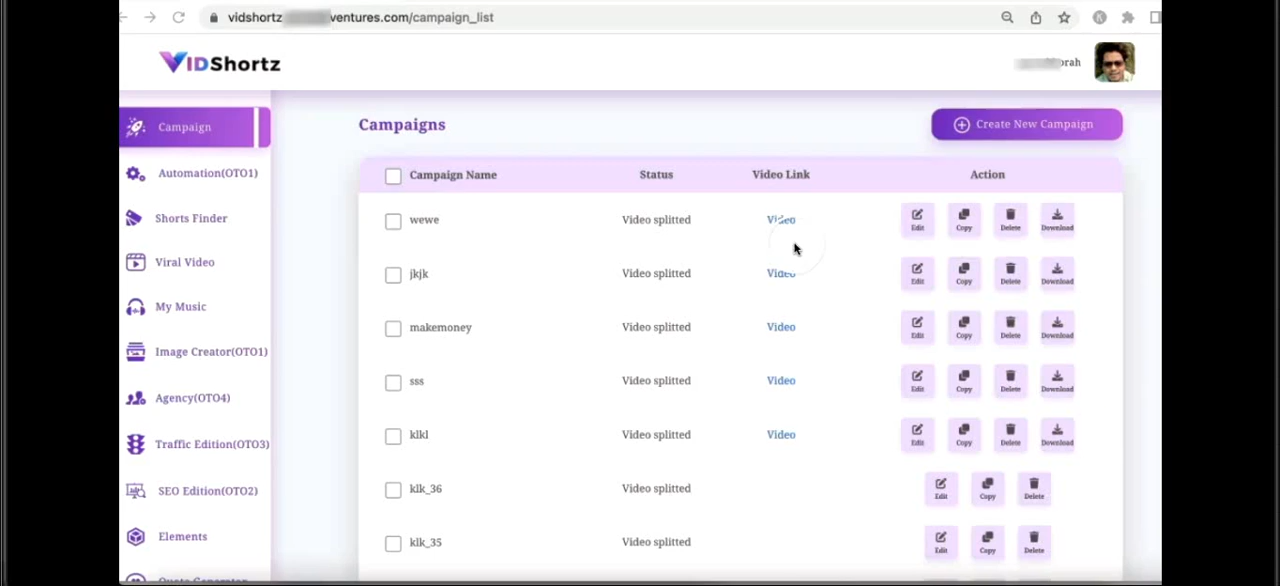 vidshortz ventures.com/campaign_list
VIDShortz
orah
Campaign
Automation(OTO1)
Shorts Finder
Viral Video
My Music
Image Creator(OTO1)
Agency(OTO4)
Traffic Edition(OTO3)
SEO Edition(OTO2)
Elements
Quote Generator
Campaigns
Create New Campaign
Campaign Name Status Video Link Action
wewe Video splitted Video Edit Copy Delete Download
jkjk Video splitted Video Edit Copy Delete Download
makemoney Video splitted Video Edit Copy Delete Download
sss Video splitted Video Edit Copy Delete Download
klkl Video splitted Video Edit Copy Delete Download
klk_36 Video splitted Edit Copy Delete
klk_35 Video splitted Edit Copy Delete